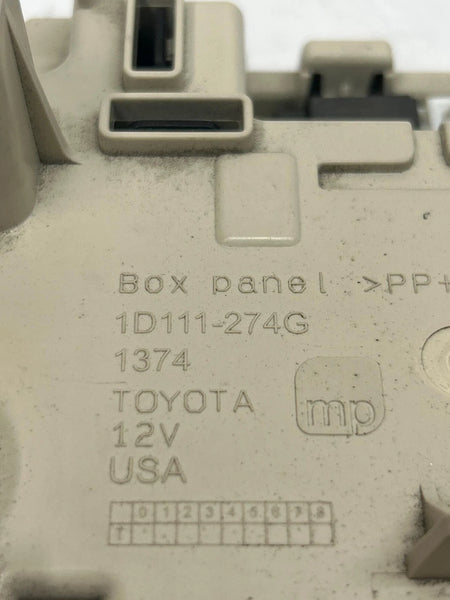 Box panel >PP+
1D111-274G
1374
TOYOTA
mp
12V
USA
0 1 2 3 4 5 6 7 8
T